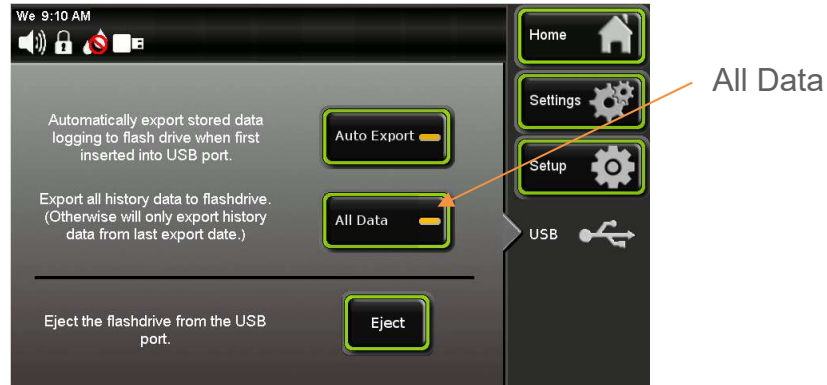 We 9:10 AM
Home
All Data
Settings
Automatically export stored data
logging to flash drive when first
inserted into USB port.
Auto Export
Setup
Export all history data to flashdrive.
(Otherwise will only export history
data from last export date.)
All Data
USB
Eject the flashdrive from the USB
port.
Eject